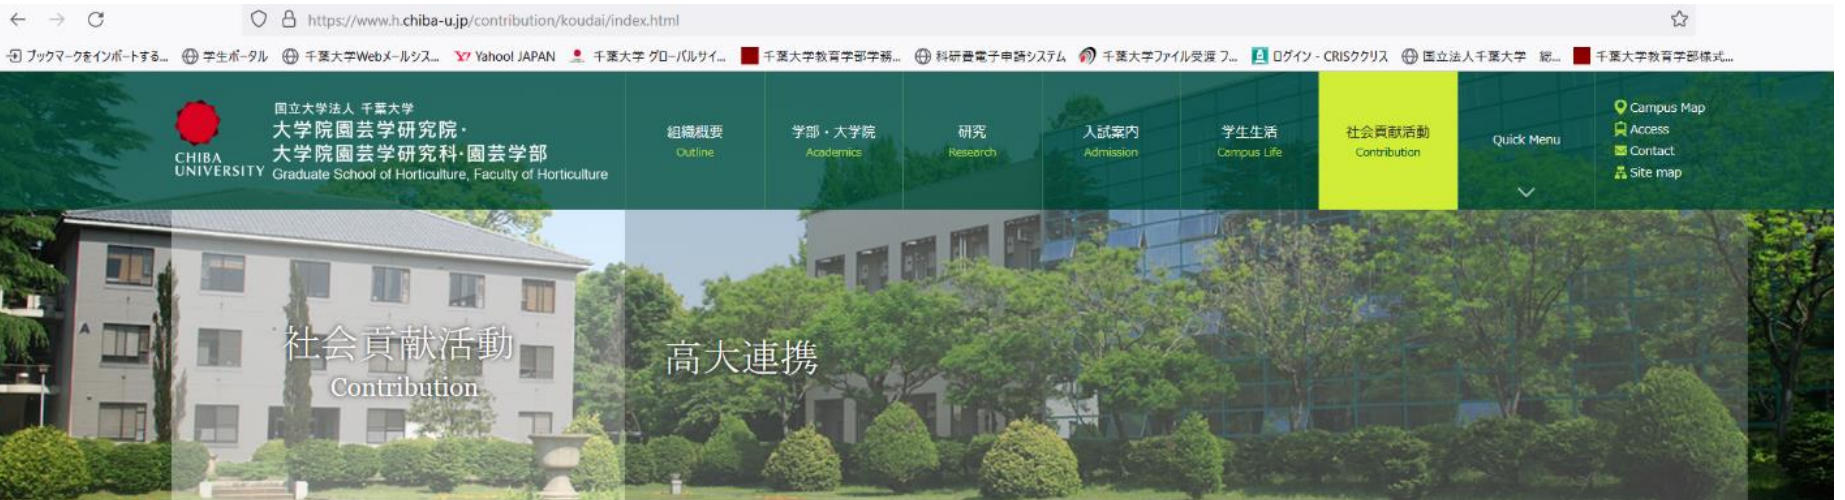 https://www.h.chiba-u.jp/contribution/koudai/index.html
ブックマークをインポートする... 学生ポータル 千葉大学Webメールシス... Yahoo! JAPAN 千葉大学 グローバルサイ... 千葉大学教育学部学務... 科研費電子申請システム 千葉大学ファイル受渡 フ... ログイン - CRISククリス 国立法人千葉大学 総... 千葉大学教育学部様式...
CHIBA
UNIVERSITY
国立大学法人 千葉大学
大学院園芸学研究院・
大学院園芸学研究科・園芸学部
Graduate School of Horticulture, Faculty of Horticulture
組織概要
Outline
学部・大学院
Academics
研究
Research
入試案内
Admission
学生生活
Campus Life
社会貢献活動
Contribution
Quick Menu
Campus Map
Access
Contact
Site map
A
社会貢献活動
Contribution
高大連携